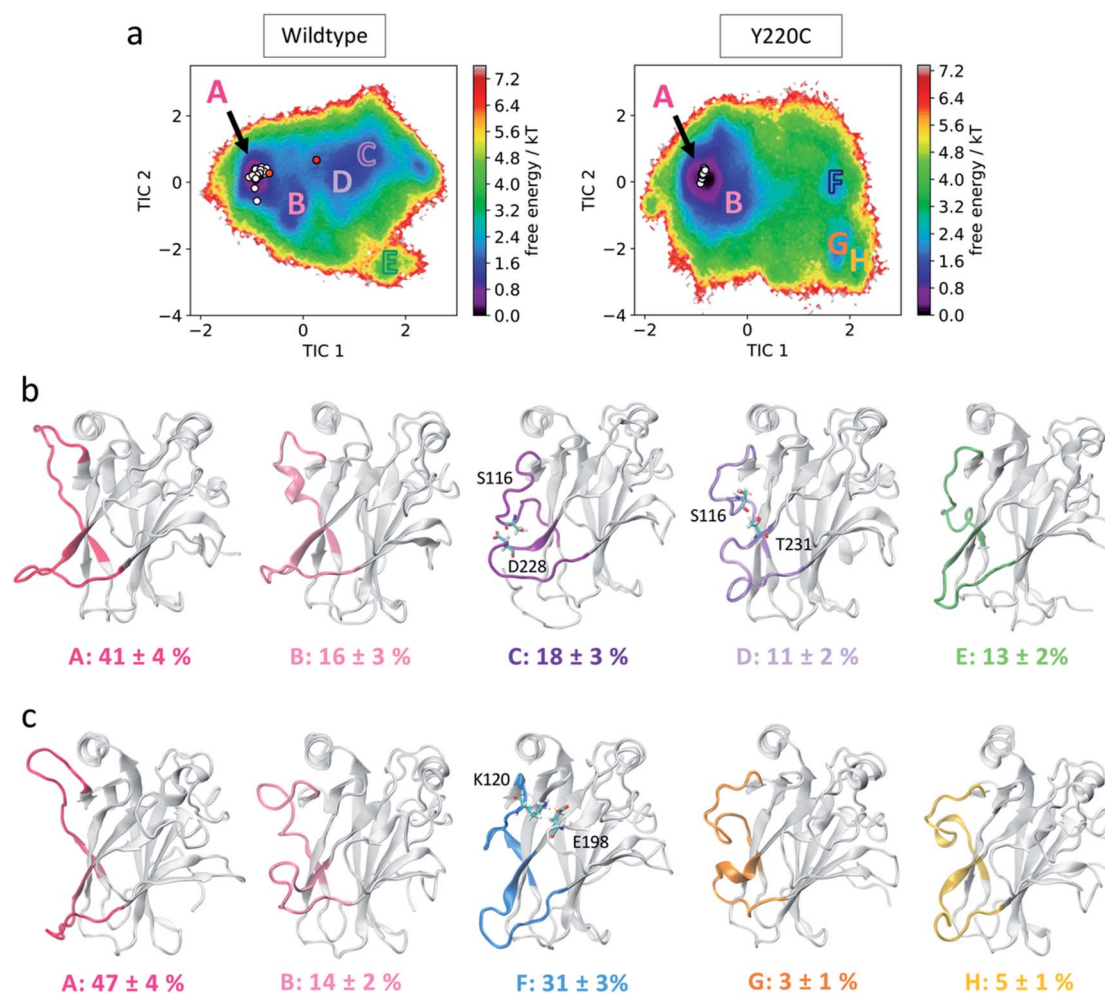 a
Wildtype
Y220C
A
B
C
D
E
2
0
−2
−4
−2
0
2
TIC 2
TIC 1
7.2
6.4
5.6
4.8
4.0
3.2
2.4
1.6
0.8
0.0
free energy / kT
A
B
F
G
H
2
0
−2
−4
−2
0
2
TIC 2
TIC 1
7.2
6.4
5.6
4.8
4.0
3.2
2.4
1.6
0.8
0.0
free energy / kT
b
S116
D228
S116
T231
A: 41 ± 4 %
B: 16 ± 3 %
C: 18 ± 3 %
D: 11 ± 2 %
E: 13 ± 2%
c
K120
E198
A: 47 ± 4 %
B: 14 ± 2 %
F: 31 ± 3%
G: 3 ± 1 %
H: 5 ± 1 %